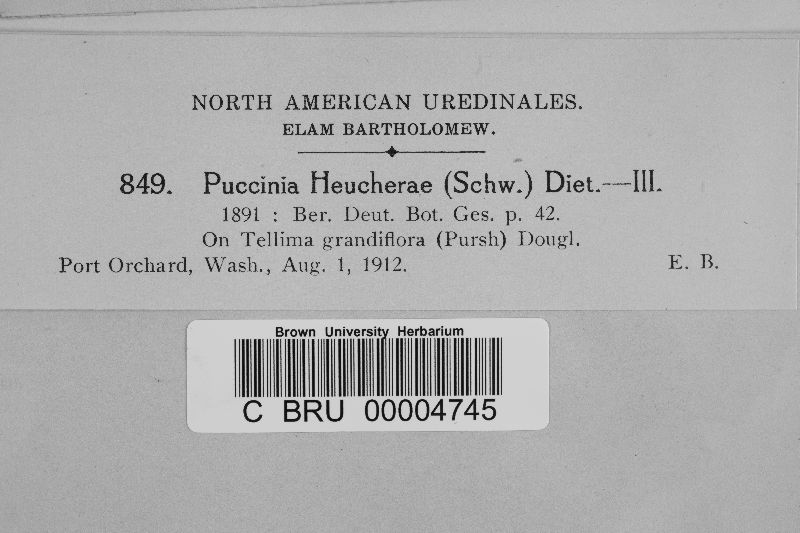 NORTH AMERICAN UREDINALES.
ELAM BARTHOLOMEW.
849. Puccinia Heucherae (Schw.) Diet.—III.
1891 : Ber. Deut. Bot. Ges. p. 42.
On Tellima grandiflora (Pursh) Dougl.
Port Orchard, Wash., Aug. 1, 1912. E. B.
Brown University Herbarium
C BRU 00004745